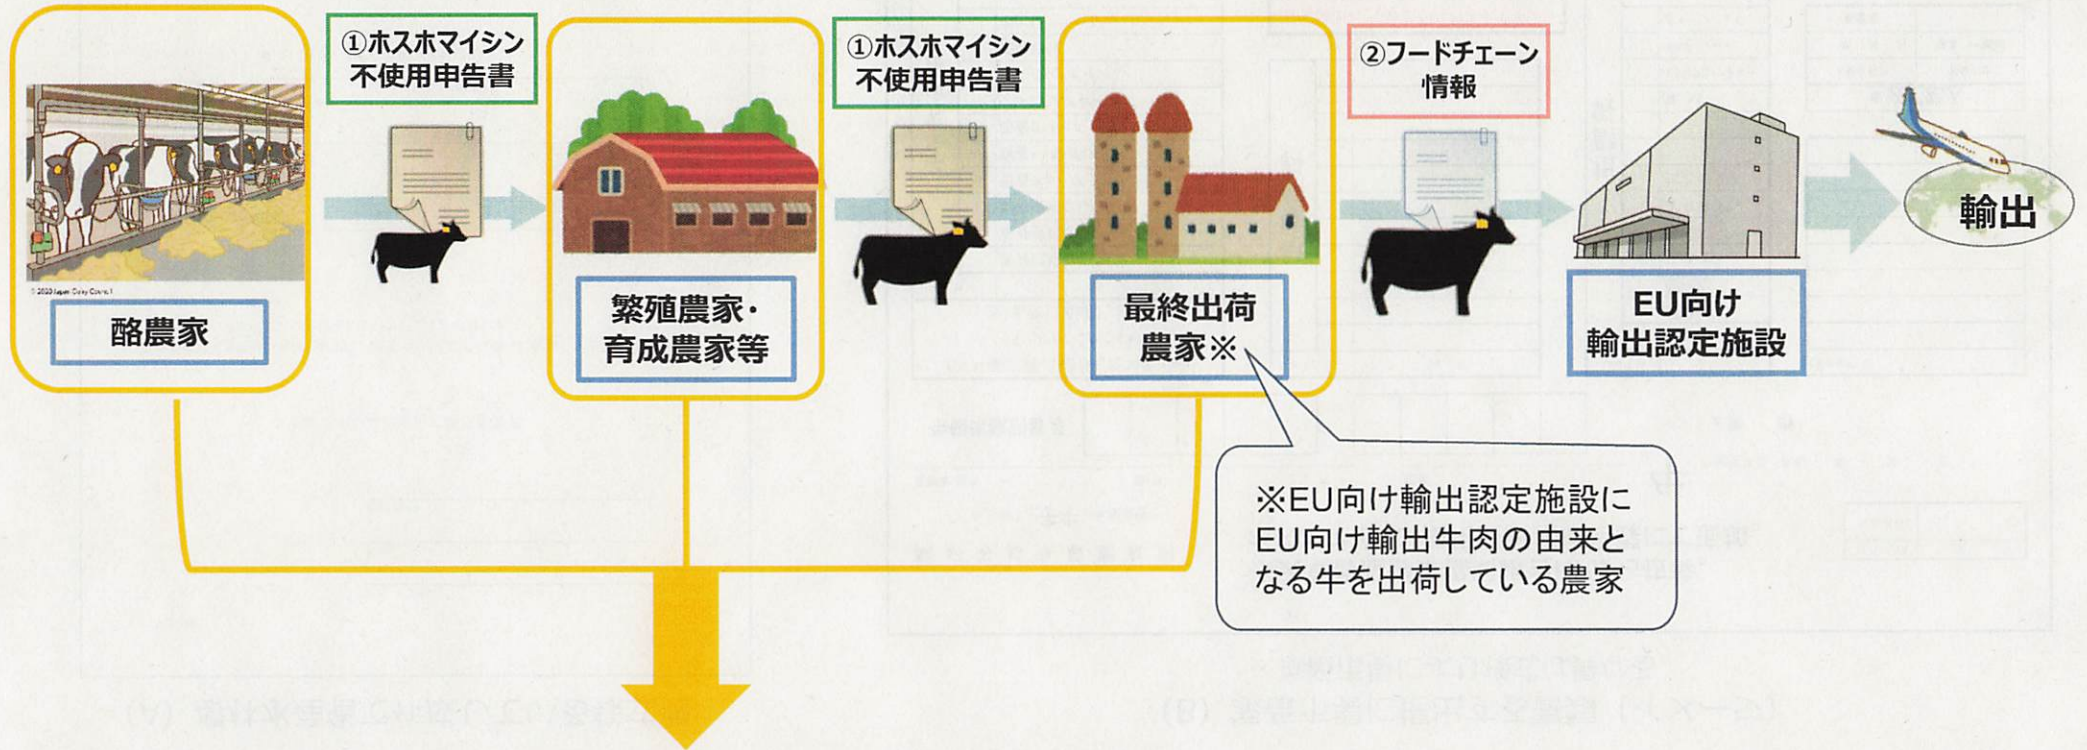 ①ホスホマイシン
不使用申告書
①ホスホマイシン
不使用申告書
②フードチェーン
情報
酪農家
繁殖農家・
育成農家等
最終出荷
農家※
EU向け
輸出認定施設
輸出
※EU向け輸出認定施設に
EU向け輸出牛肉の由来と
なる牛を出荷している農家